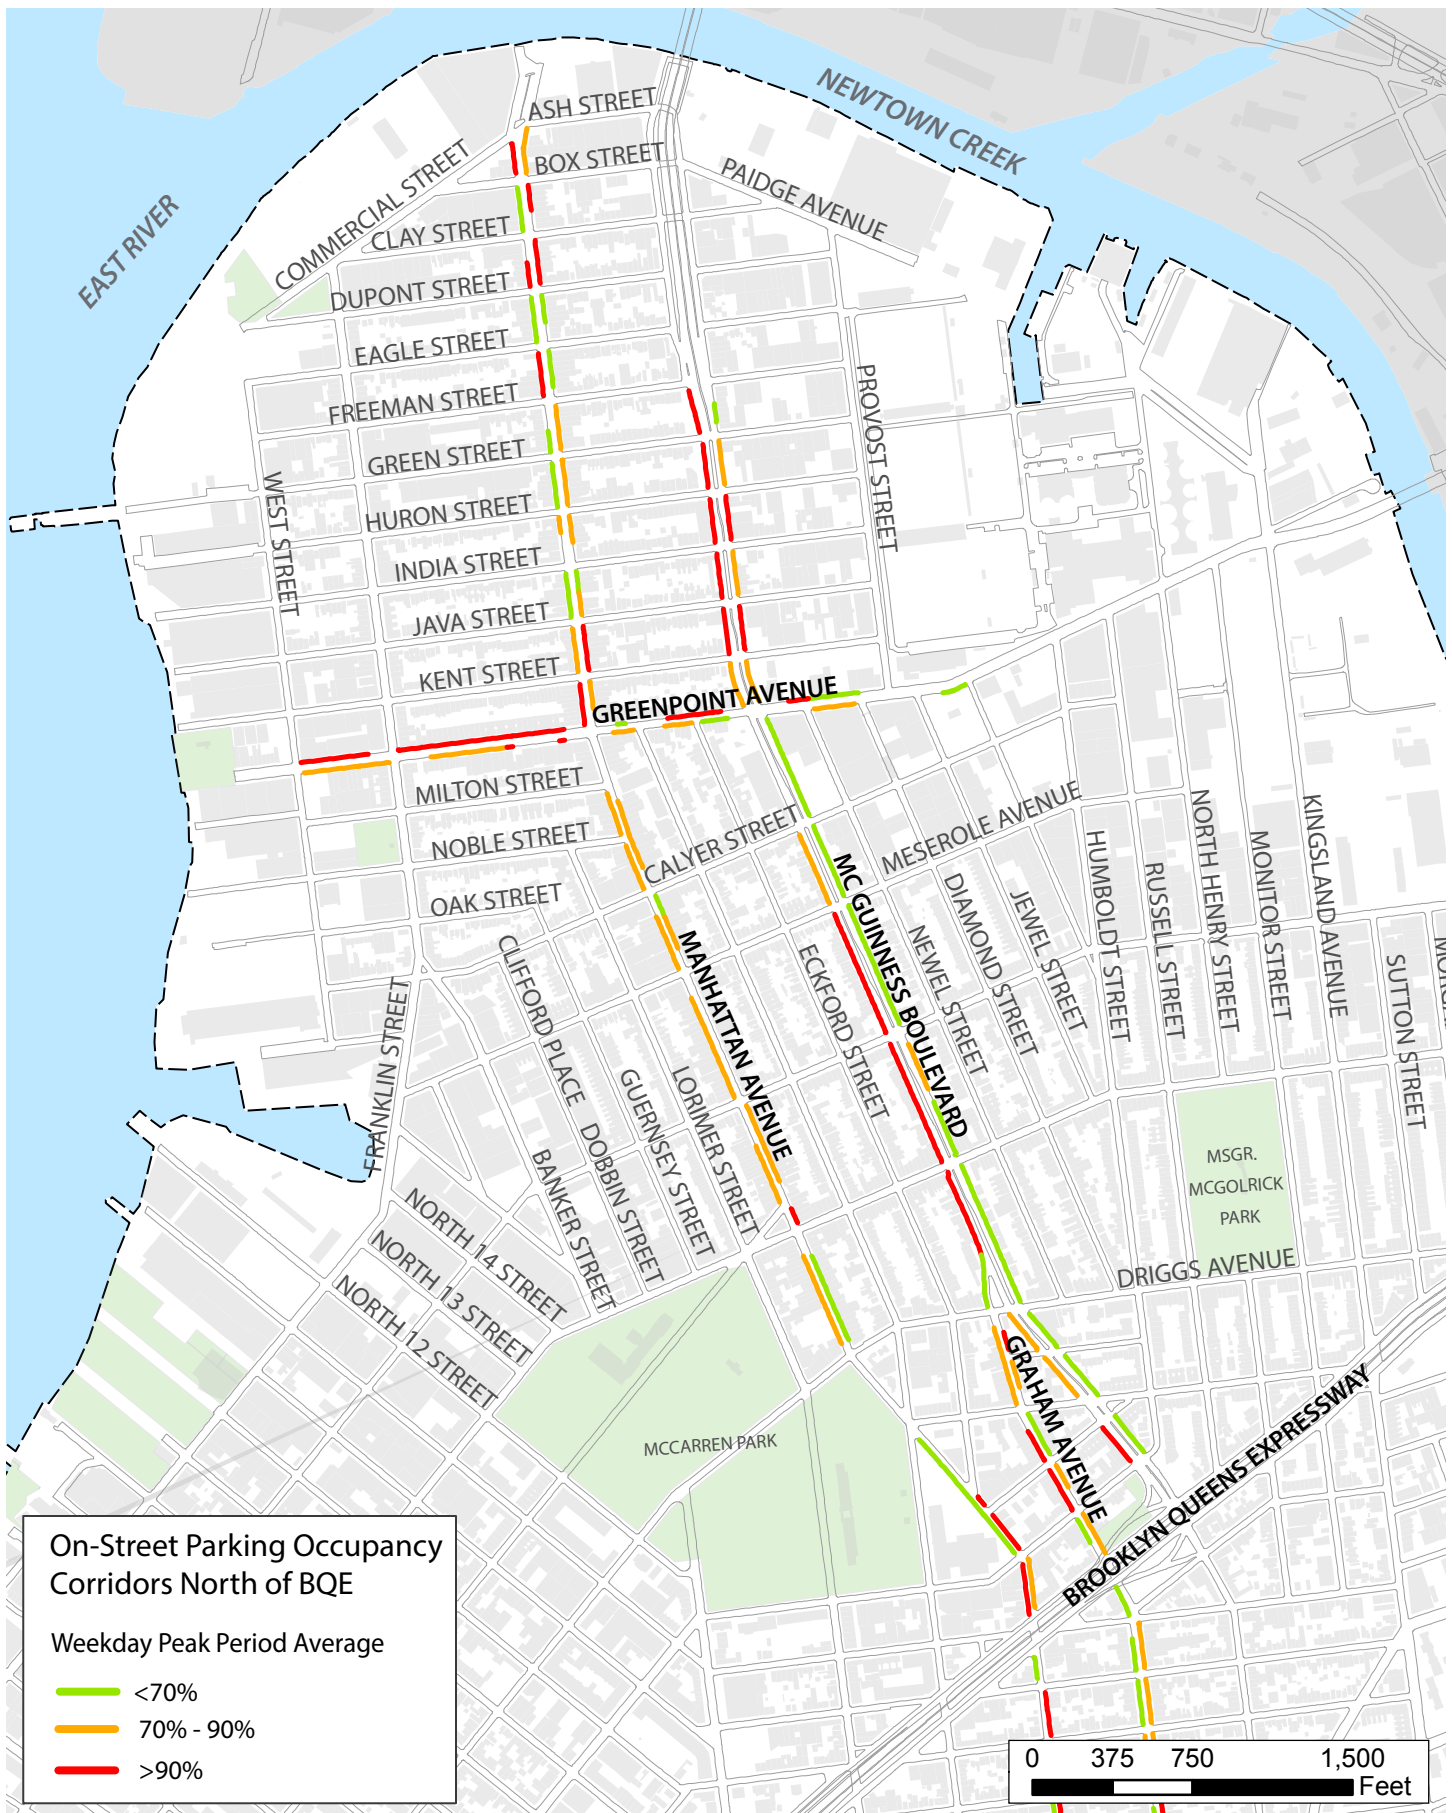 NEWTOWN CREEK
EAST RIVER
ASH STREET
BOX STREET
COMMERCIAL STREET
PAIDGE AVENUE
CLAY STREET
DUPONT STREET
EAGLE STREET
FREEMAN STREET
PROVOST STREET
GREEN STREET
WEST STREET
HURON STREET
INDIA STREET
JAVA STREET
KENT STREET
GREENPOINT AVENUE
MILTON STREET
NOBLE STREET
CALYER STREET
MESEROLE AVENUE
OAK STREET
MC GUINNESS BOULEVARD
MANHATTAN AVENUE
CLIFFORD PLACE
ECKFORD STREET
NEWEL STREET
DIAMOND STREET
JEWEL STREET
HUMBOLDT STREET
RUSSELL STREET
NORTH HENRY STREET
MONITOR STREET
KINGSLAND AVENUE
SUTTON STREET
FRANKLIN STREET
GUERNSEY STREET
LORIMER STREET
DOBBIN STREET
BANKER STREET
NORTH 14 STREET
NORTH 13 STREET
NORTH 12 STREET
MSGR.
MCGOLRICK
PARK
DRIGGS AVENUE
GRAHAM AVENUE
MCCARREN PARK
BROOKLYN QUEENS EXPRESSWAY
On-Street Parking Occupancy
Corridors North of BQE
Weekday Peak Period Average
<70%
70% - 90%
>90%
0 375 750 1,500
Feet